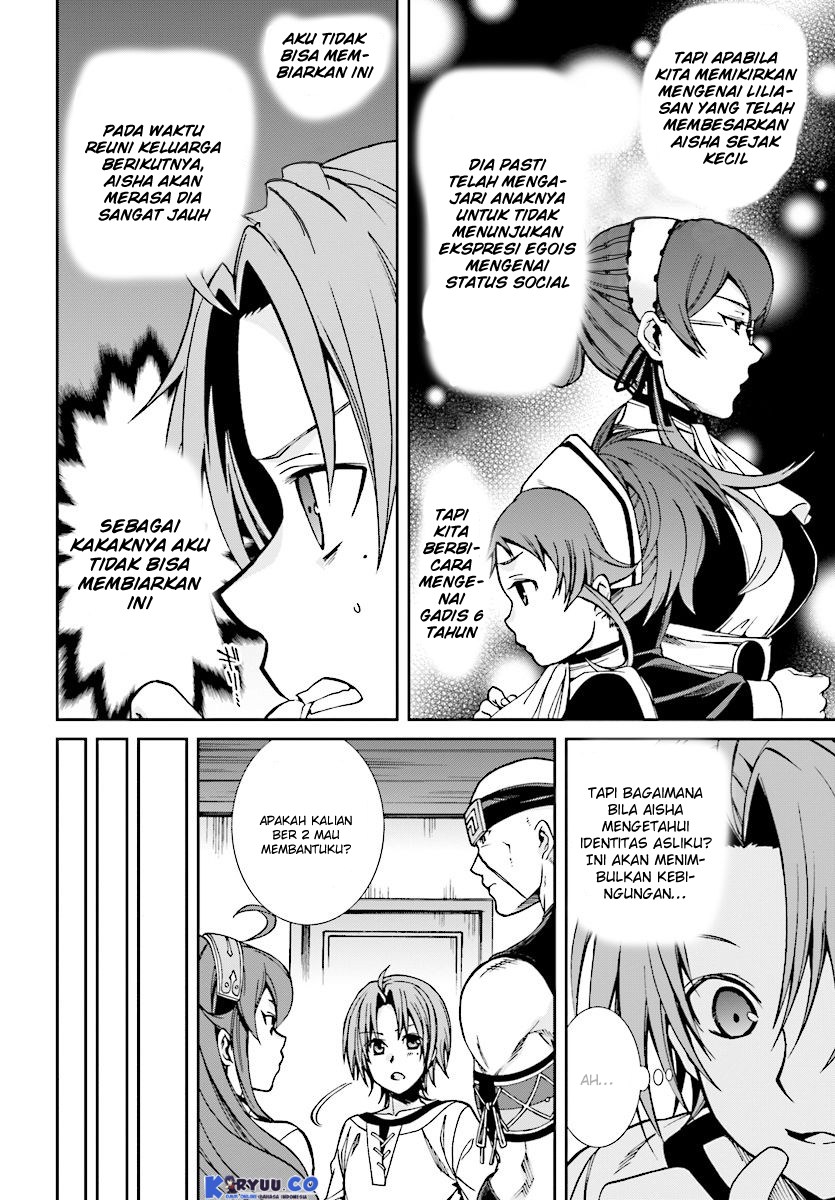 TAPI APABILA
KITA MEMIKIRKAN
MENGENAI LILIA-
SAN YANG TELAH
MEMBESARKAN
AISHA SEJAK
KECIL
DIA PASTI
TELAH MENGA-
JARI ANAKNYA
UNTUK TIDAK
MENUNJUKAN
EKSPRESI EGOIS
MENGENAI
STATUS SOCIAL
TAPI
KITA
BERBI-
CARA
MENGE-
NAI
GADIS 6
TAHUN
AKU TIDAK
BISA MEM-
BIARKAN INI
PADA WAKTU
REUNI KELUARGA
BERIKUTNYA,
AISHA AKAN
MERASA DIA
SANGAT JAUH
SEBAGAI
KAKAKNYA AKU
TIDAK BISA
MEMBIARKAN
INI
TAPI BAGAIMANA
BILA AISHA
MENGETAHUI
IDENTITAS ASLIKU?
INI AKAN MENIM-
BULKAN KEBI-
NGUNGAN...
AH...
APAKAH KALIAN
BER 2 MAU
MEMBANTUKU?
KIRYUU.CO